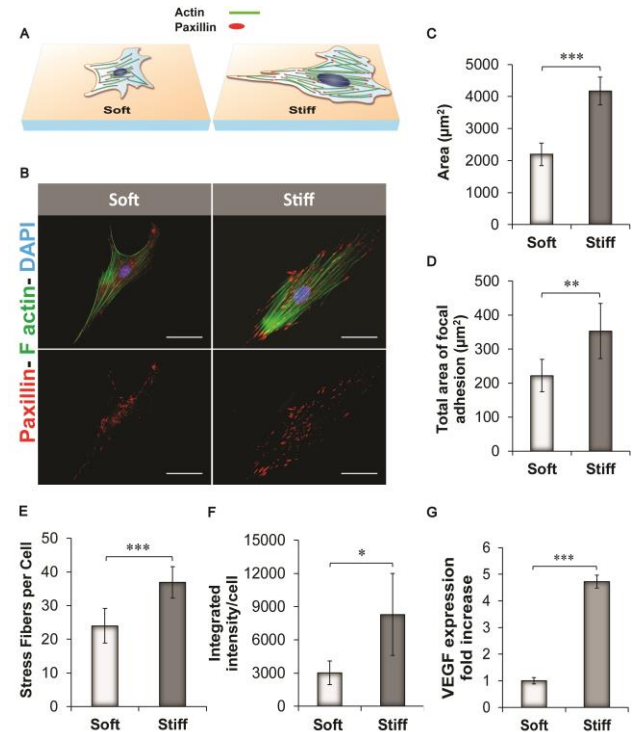 Actin
Paxillin
A
Soft
Stiff
B
Soft
Stiff
Paxillin- F actin- DAPI
C
Area (µm²)
5000
4000
3000
2000
1000
0
***
Soft
Stiff
D
Total area of focal
adhesion (µm²)
500
400
300
200
100
0
**
Soft
Stiff
E
Stress Fibers per Cell
50
40
30
20
10
0
***
Soft
Stiff
F
Integrated
intensity/cell
15000
12000
9000
6000
3000
0
*
Soft
Stiff
G
VEGF expression
fold increase
6
5
4
3
2
1
0
***
Soft
Stiff